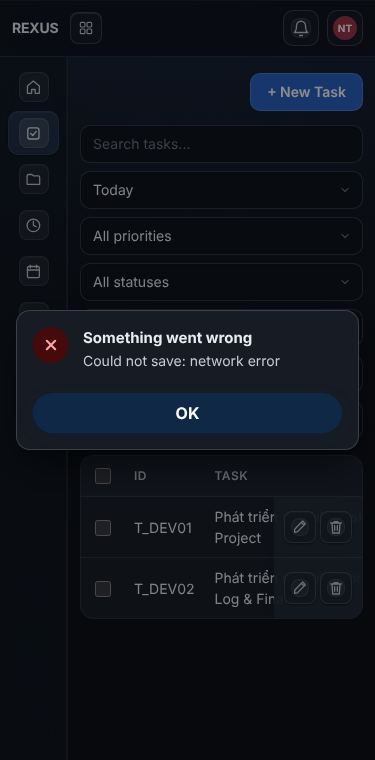 REXUS
NT
+ New Task
Search tasks...
Today
All priorities
All statuses
Something went wrong
Could not save: network error
OK
ID TASK
T_DEV01 Phát triển
Project
T_DEV02 Phát triển
Log &